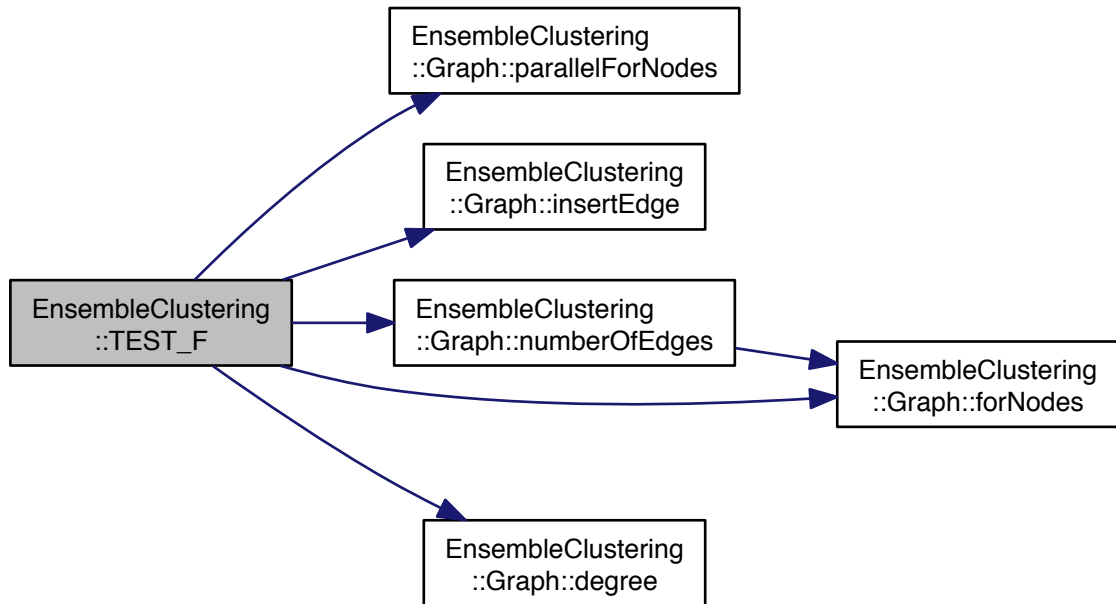 EnsembleClustering
::Graph::parallelForNodes
EnsembleClustering
::Graph::insertEdge
EnsembleClustering
::TEST_F
EnsembleClustering
::Graph::numberOfEdges
EnsembleClustering
::Graph::forNodes
EnsembleClustering
::Graph::degree